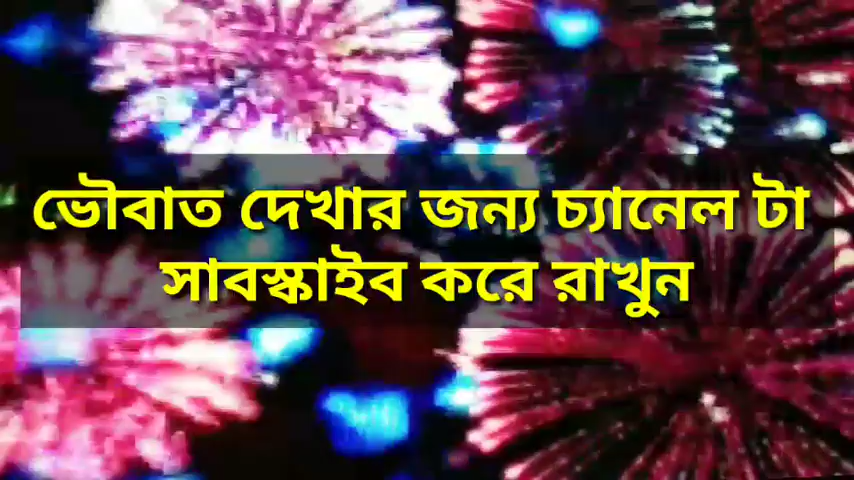 ভৌবাত দেখার জন্য চ্যানেল টা
সাবস্কাইব করে রাখুন